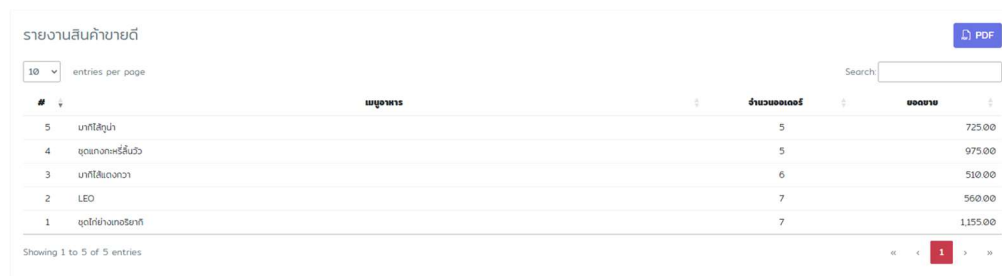 รายงานสินค้าขายดี
PDF
10 entries per page
Search:
# เมนูอาหาร จำนวนออเดอร์ ยอดขาย
5 มากิไส้ทูน่า 5 725.00
4 ชุดแกงกะหรี่ลิ้นวัว 5 975.00
3 มากิไส้แตงกวา 6 510.00
2 LEO 7 560.00
1 ชุดไก่ย่างเทอริยากิ 7 1,155.00
Showing 1 to 5 of 5 entries
« ‹ 1 › »